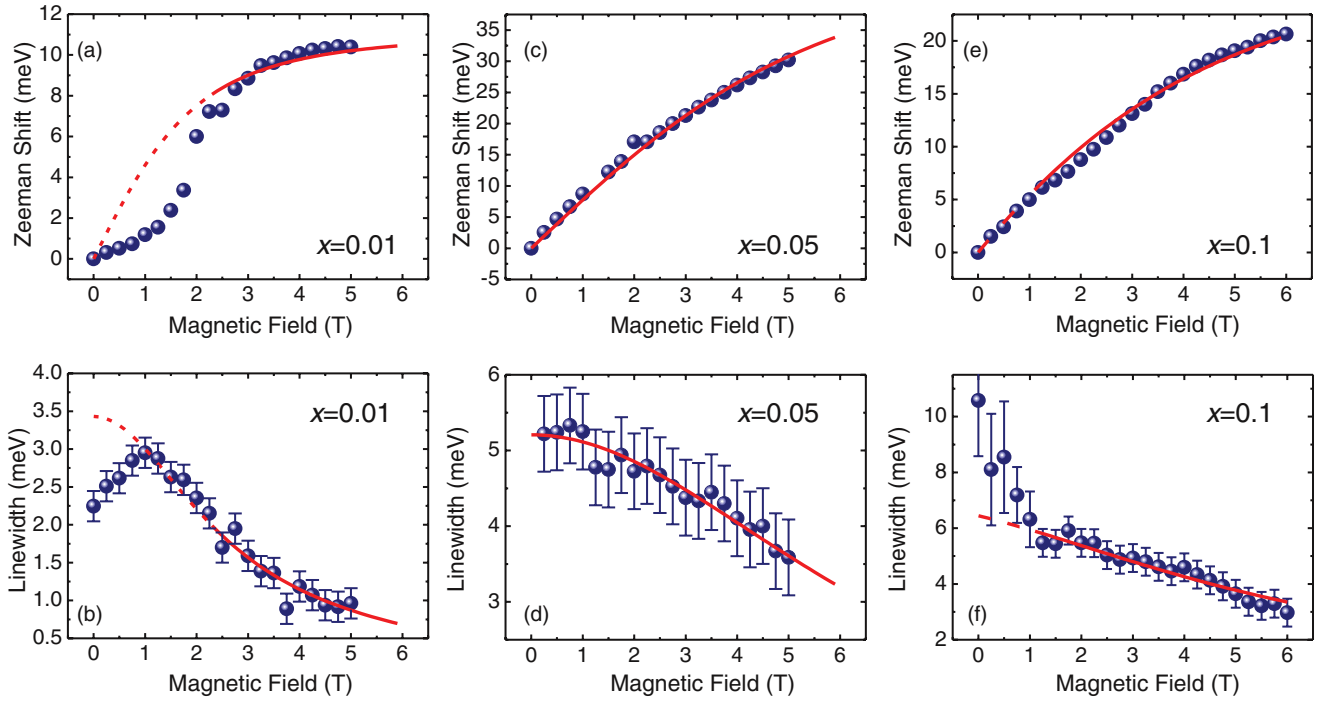 (a)
x=0.01
Zeeman Shift (meV)
12
10
8
6
4
2
0
0 1 2 3 4 5 6
Magnetic Field (T)
(c)
x=0.05
Zeeman Shift (meV)
35
30
25
20
15
10
5
0
-5
0 1 2 3 4 5 6
Magnetic Field (T)
(e)
x=0.1
Zeeman Shift (meV)
20
15
10
5
0
0 1 2 3 4 5 6
Magnetic Field (T)
x=0.01
(b)
Linewidth (meV)
4.0
3.5
3.0
2.5
2.0
1.5
1.0
0.5
0 1 2 3 4 5 6
Magnetic Field (T)
x=0.05
(d)
Linewidth (meV)
6
5
4
3
0 1 2 3 4 5 6
Magnetic Field (T)
x=0.1
(f)
Linewidth (meV)
10
8
6
4
2
0 1 2 3 4 5 6
Magnetic Field (T)